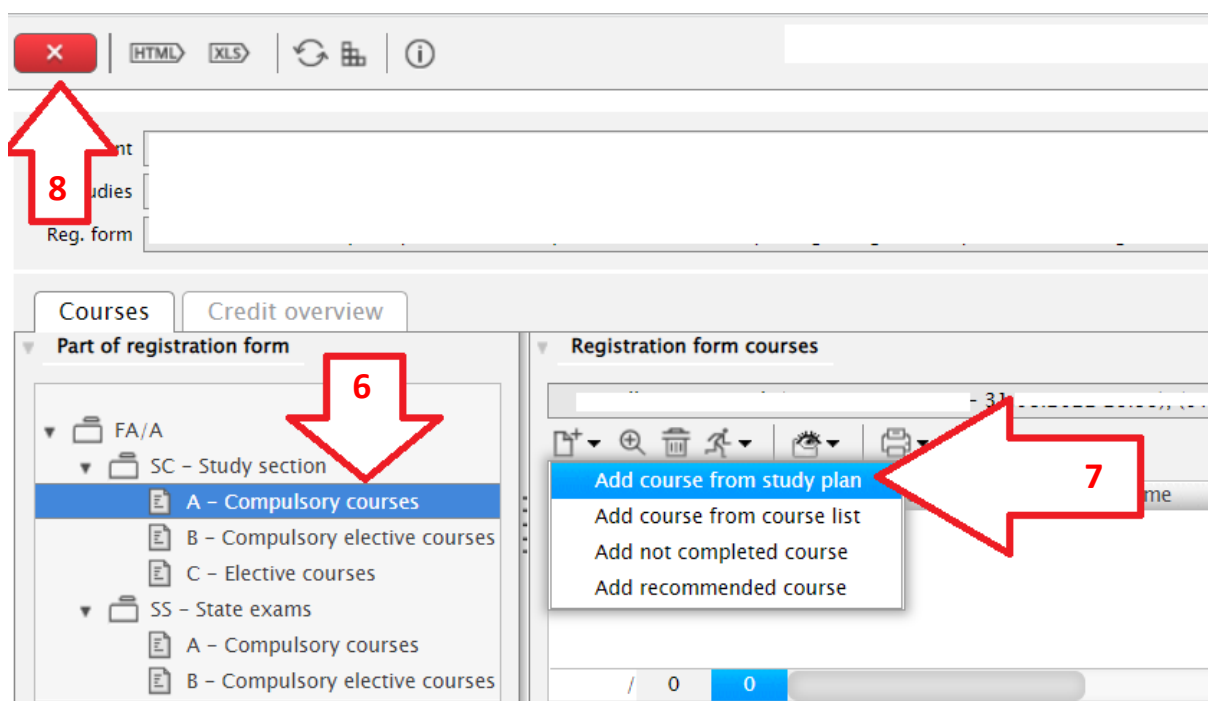 HTML XLS
8
nt
udies
Reg. form
Courses Credit overview
Part of registration form
Registration form courses
6
FA/A
SC – Study section
A – Compulsory courses
B – Compulsory elective courses
C – Elective courses
SS – State exams
A – Compulsory courses
B – Compulsory elective courses
- 31
Add course from study plan
Add course from course list
Add not completed course
Add recommended course
7
me
/ 0 0